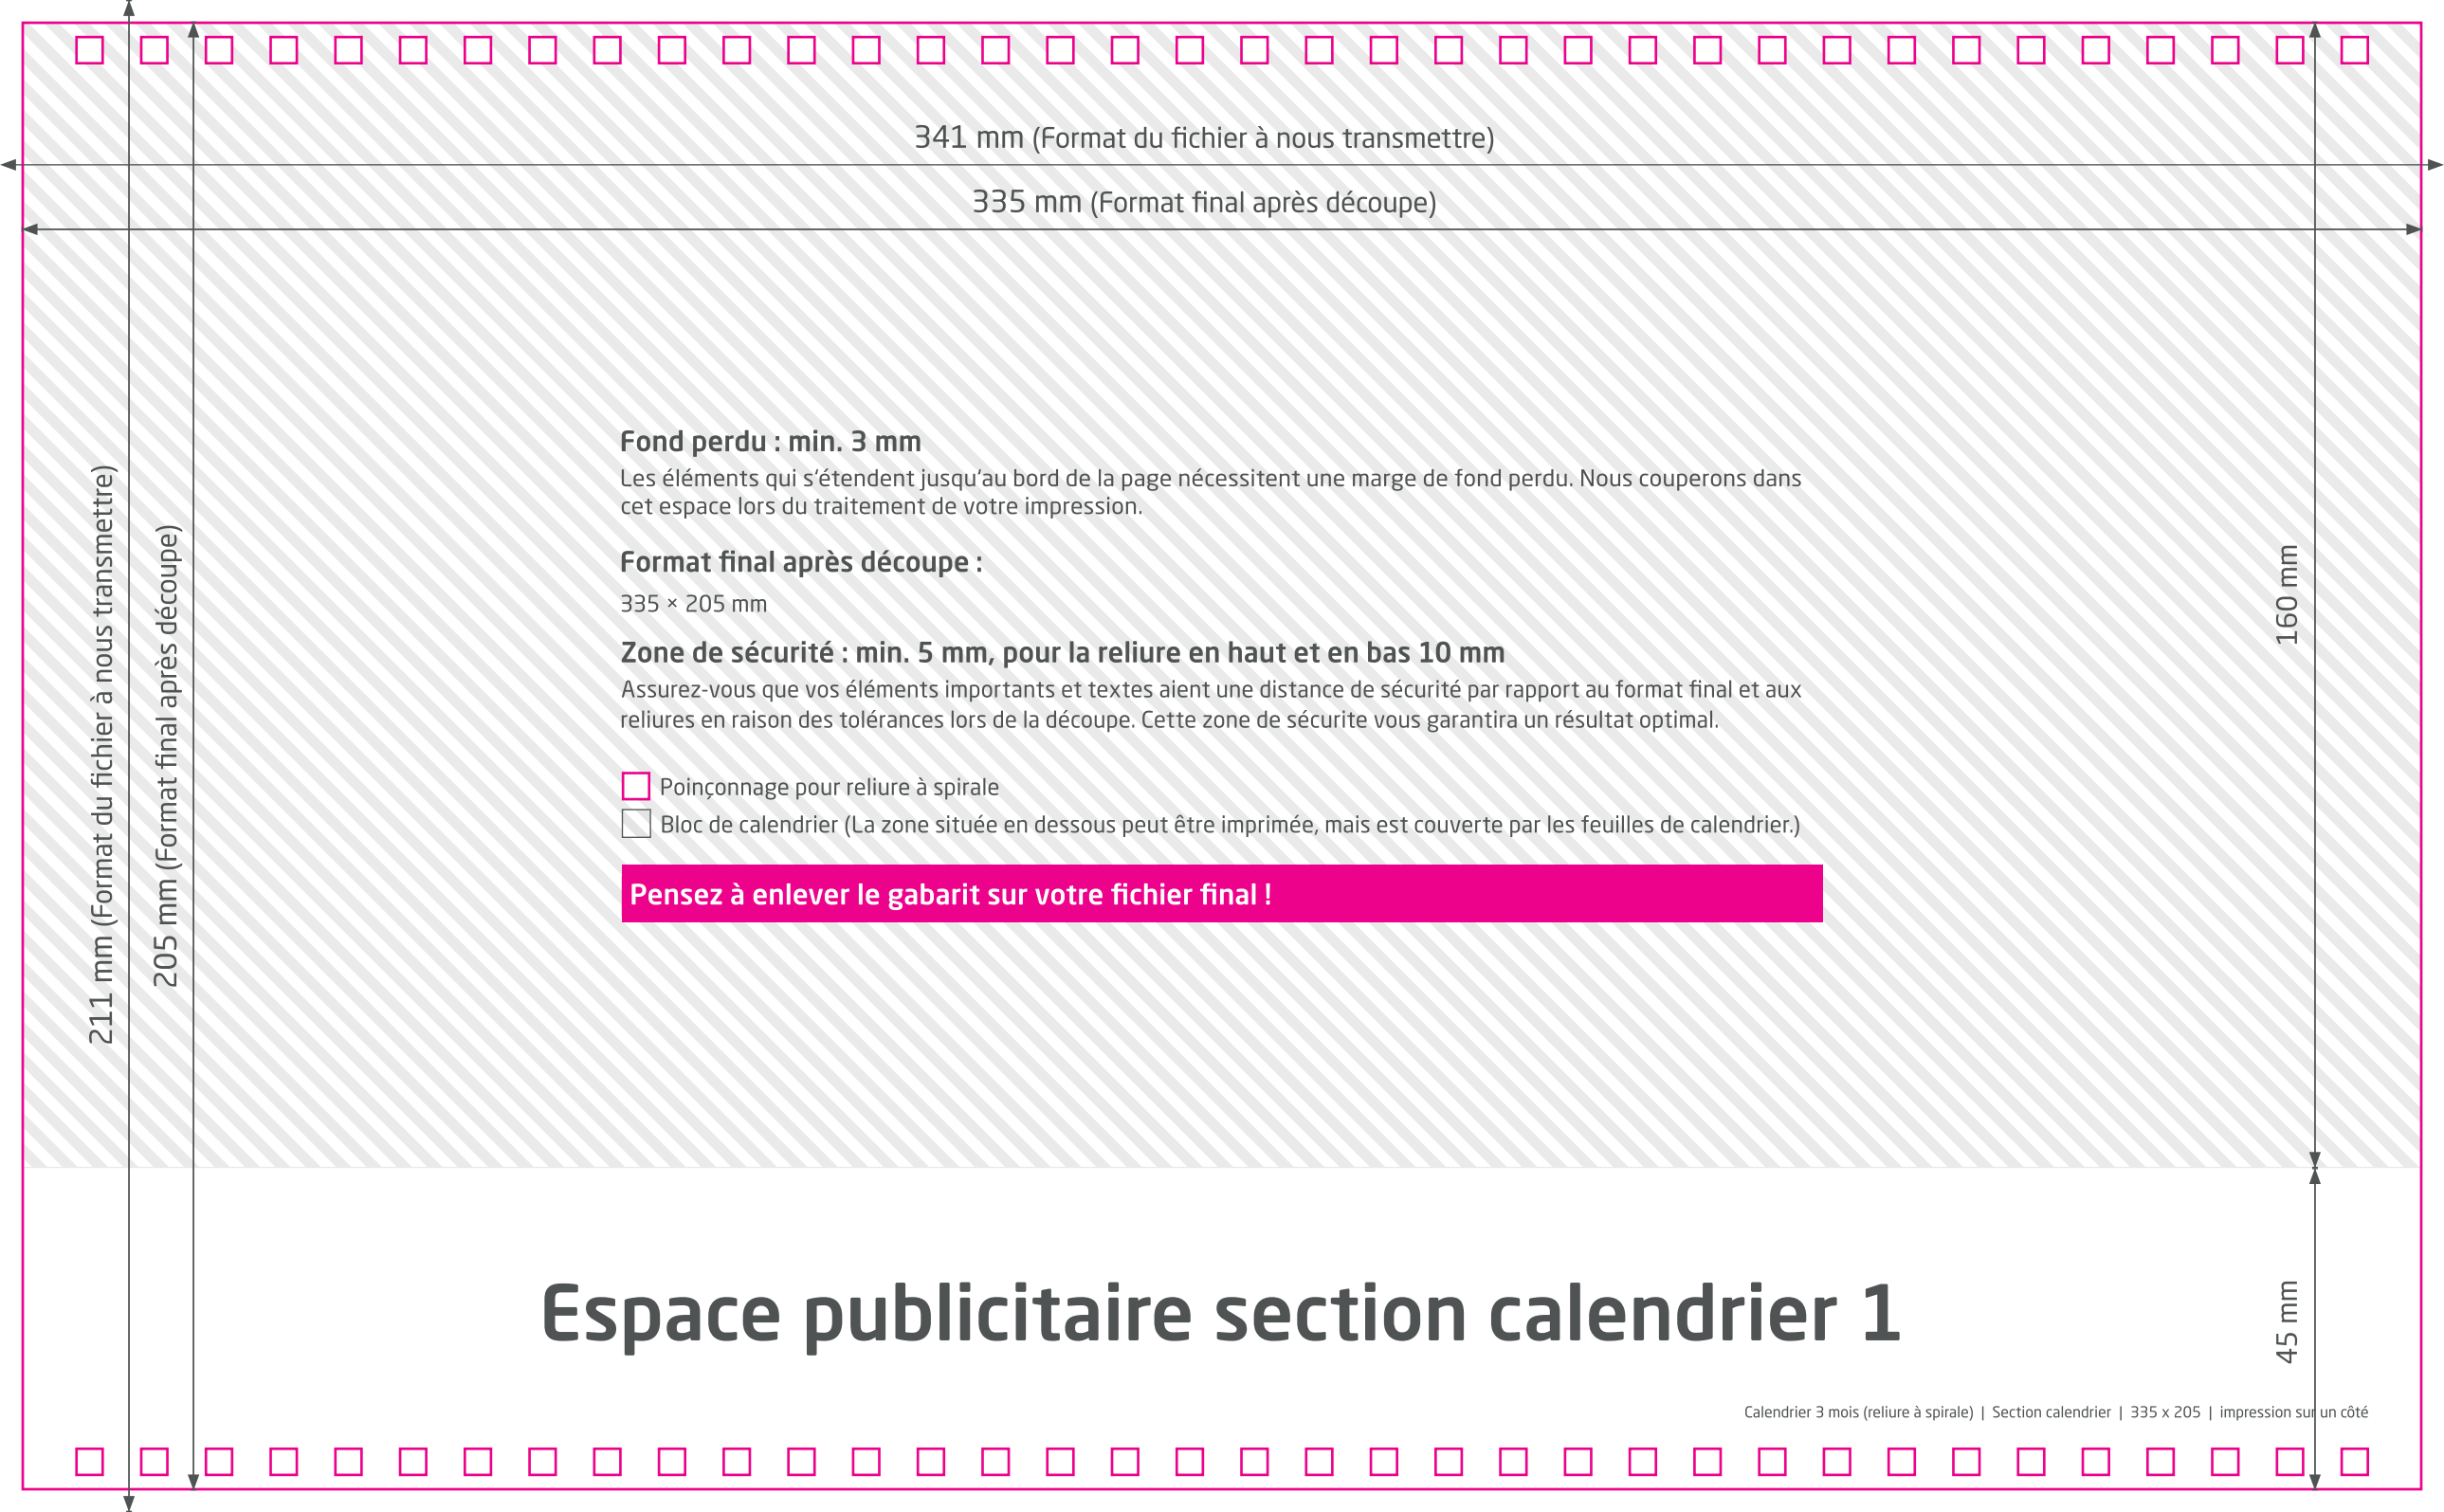 341 mm (Format du fichier à nous transmettre)
335 mm (Format final après découpe)
211 mm (Format du fichier à nous transmettre)
205 mm (Format final après découpe)
Fond perdu : min. 3 mm
Les éléments qui s'étendent jusqu'au bord de la page nécessitent une marge de fond perdu. Nous couperons dans
cet espace lors du traitement de votre impression.
Format final après découpe :
335 × 205 mm
Zone de sécurité : min. 5 mm, pour la reliure en haut et en bas 10 mm
Assurez-vous que vos éléments importants et textes aient une distance de sécurité par rapport au format final et aux
reliures en raison des tolérances lors de la découpe. Cette zone de sécurite vous garantira un résultat optimal.
Poinçonnage pour reliure à spirale
Bloc de calendrier (La zone située en dessous peut être imprimée, mais est couverte par les feuilles de calendrier.)
Pensez à enlever le gabarit sur votre fichier final !
160 mm
Espace publicitaire section calendrier 1
45 mm
Calendrier 3 mois (reliure à spirale) | Section calendrier | 335 x 205 | impression sur un côté